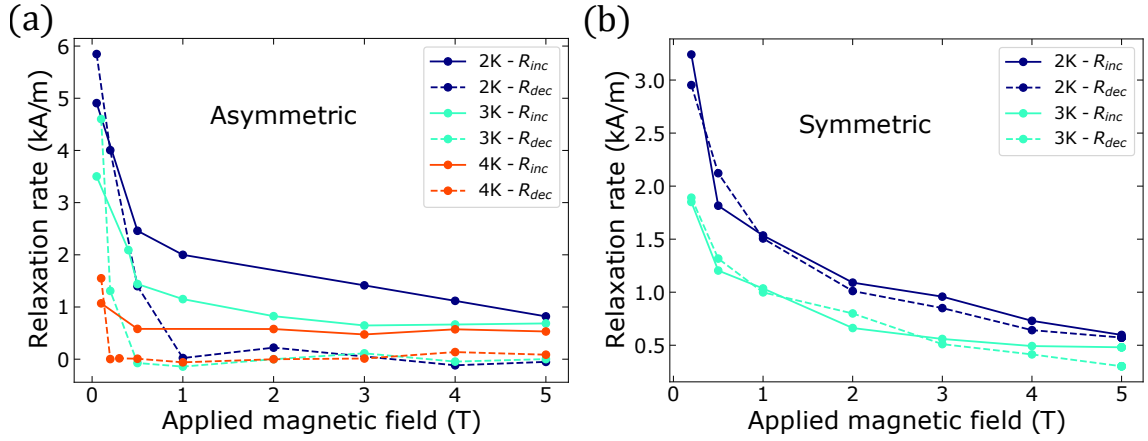 (a)
6
5
4
3
2
1
0
Relaxation rate (kA/m)
Asymmetric
2K - R_inc
2K - R_dec
3K - R_inc
3K - R_dec
4K - R_inc
4K - R_dec
0 1 2 3 4 5
Applied magnetic field (T)
(b)
3.0
2.5
2.0
1.5
1.0
0.5
Relaxation rate (kA/m)
Symmetric
2K - R_inc
2K - R_dec
3K - R_inc
3K - R_dec
0 1 2 3 4 5
Applied magnetic field (T)